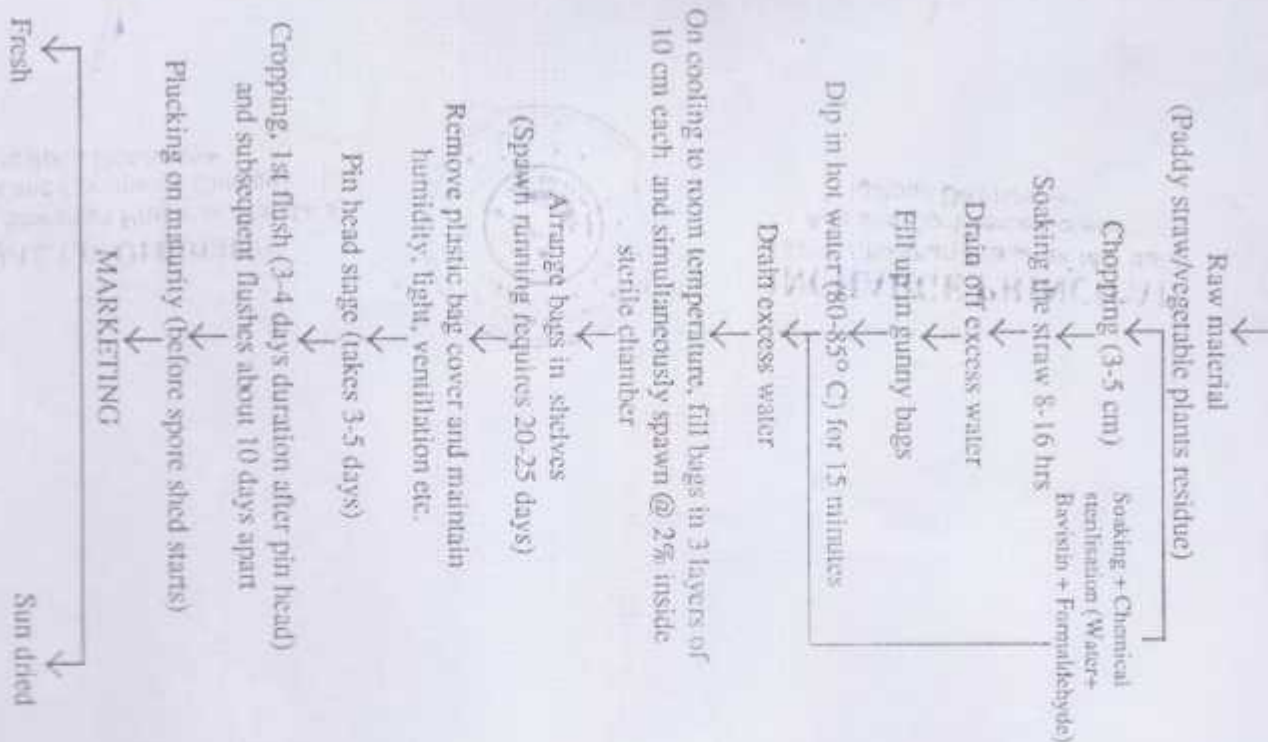 Raw material
(Paddy straw/vegetable plants residue)
Chopping (3-5 cm)
Soaking + Chemical
sterilisation (Water+
Bavistin + Formaldehyde)
Soaking the straw 8-16 hrs
Drain off excess water
Fill up in gunny bags
Dip in hot water (80-85° C) for 15 minutes
Drain excess water
On cooling to room temperature, fill bags in 3 layers of
10 cm each and simultaneously spawn @ 2% inside
sterile chamber
Arrange bags in shelves
(Spawn running requires 20-25 days)
Remove plastic bag cover and maintain
humidity, light, ventillation etc.
Pin head stage (takes 3-5 days)
Cropping, 1st flush (3-4 days duration after pin head)
and subsequent flushes about 10 days apart
Plucking on maturity (before spore shed starts)
MARKETING
Fresh
Sun dried